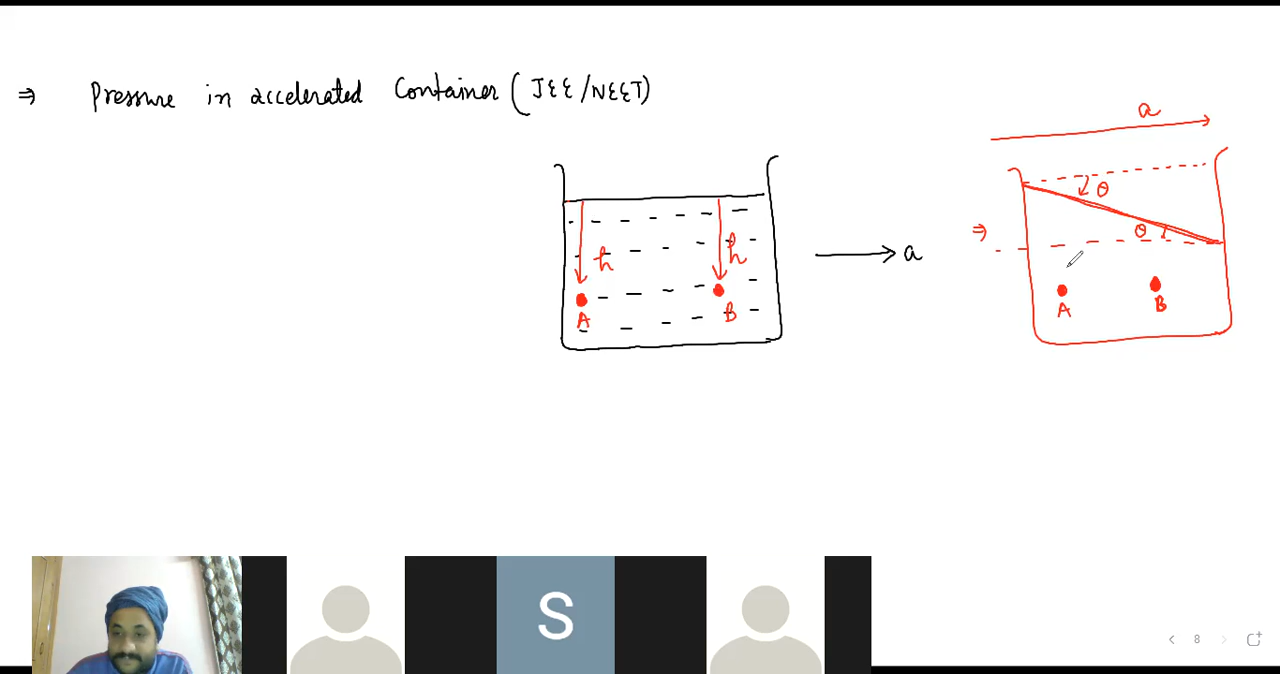 ⇒ Pressure in accelerated Container (JEE/NEET)
h
h
A
B
a
a
θ
θ
⇒
A
B
S
8